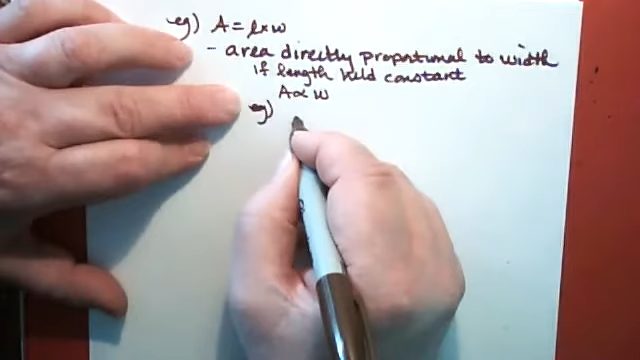 eg) A = l × w
- area directly proportional to width
if length held constant
A ∝ w
eg)